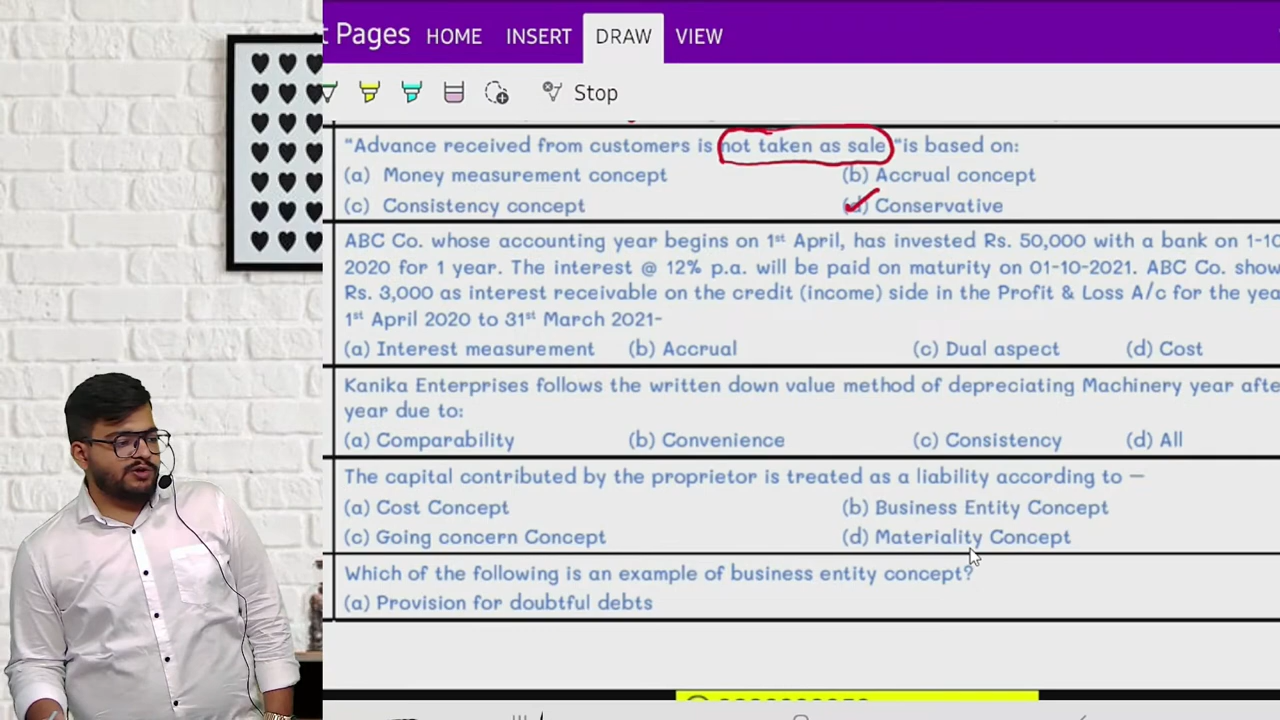 t Pages HOME INSERT DRAW VIEW
Stop
"Advance received from customers is not taken as sale "is based on:
(a) Money measurement concept (b) Accrual concept
(c) Consistency concept (d) Conservative
ABC Co. whose accounting year begins on 1st April, has invested Rs. 50,000 with a bank on 1-10
2020 for 1 year. The interest @ 12% p.a. will be paid on maturity on 01-10-2021. ABC Co. show
Rs. 3,000 as interest receivable on the credit (income) side in the Profit & Loss A/c for the yea
1st April 2020 to 31st March 2021-
(a) Interest measurement (b) Accrual (c) Dual aspect (d) Cost
Kanika Enterprises follows the written down value method of depreciating Machinery year afte
year due to:
(a) Comparability (b) Convenience (c) Consistency (d) All
The capital contributed by the proprietor is treated as a liability according to —
(a) Cost Concept (b) Business Entity Concept
(c) Going concern Concept (d) Materiality Concept
Which of the following is an example of business entity concept?
(a) Provision for doubtful debts